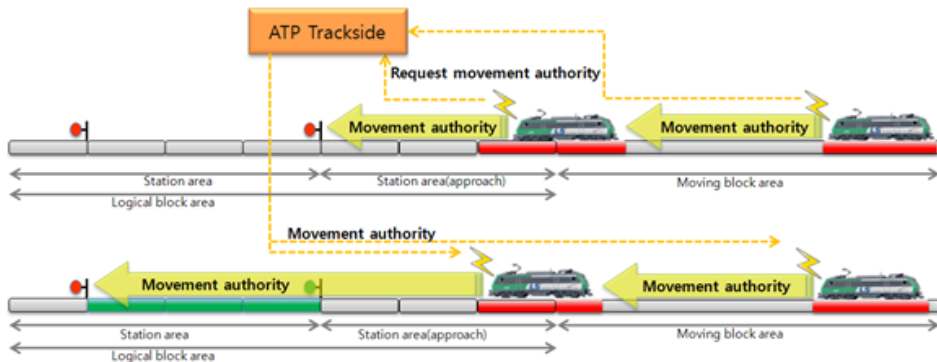 ATP Trackside
Request movement authority
Movement authority
Movement authority
Station area
Station area(approach)
Moving block area
Logical block area
Movement authority
Movement authority
Movement authority
Station area
Station area(approach)
Moving block area
Logical block area